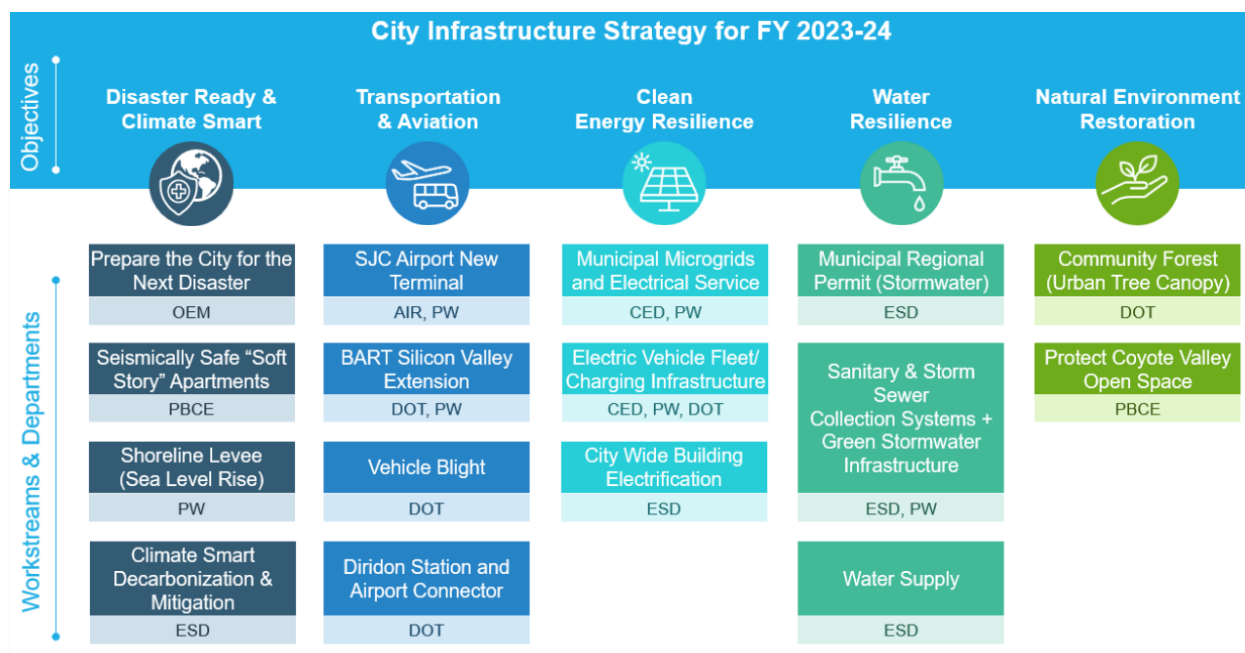 City Infrastructure Strategy for FY 2023-24
Objectives
Disaster Ready &
Climate Smart
Transportation
& Aviation
Clean
Energy Resilience
Water
Resilience
Natural Environment
Restoration
Workstreams & Departments
Prepare the City for the
Next Disaster
OEM
Seismically Safe “Soft
Story” Apartments
PBCE
Shoreline Levee
(Sea Level Rise)
PW
Climate Smart
Decarbonization &
Mitigation
ESD
SJC Airport New
Terminal
AIR, PW
BART Silicon Valley
Extension
DOT, PW
Vehicle Blight
DOT
Diridon Station and
Airport Connector
DOT
Municipal Microgrids
and Electrical Service
CED, PW
Electric Vehicle Fleet/
Charging Infrastructure
CED, PW, DOT
City Wide Building
Electrification
ESD
Municipal Regional
Permit (Stormwater)
ESD
Sanitary & Storm
Sewer
Collection Systems +
Green Stormwater
Infrastructure
ESD, PW
Water Supply
ESD
Community Forest
(Urban Tree Canopy)
DOT
Protect Coyote Valley
Open Space
PBCE